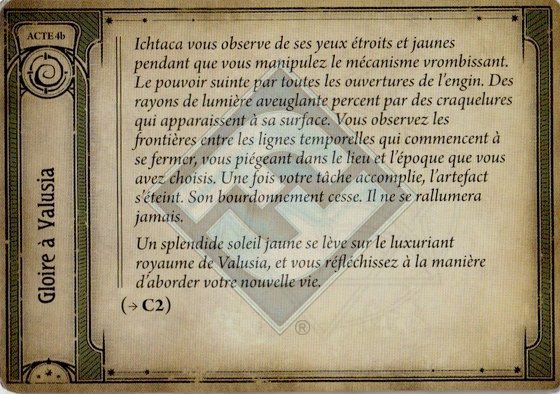 ACTE 4b
Gloire à Valusia
Ichtaca vous observe de ses yeux étroits et jaunes
pendant que vous manipulez le mécanisme vrombissant.
Le pouvoir suinte par toutes les ouvertures de l'engin. Des
rayons de lumière aveuglante percent par des craquelures
qui apparaissent à sa surface. Vous observez les
frontières entre les lignes temporelles qui commencent à
se fermer, vous piégeant dans le lieu et l'époque que vous
avez choisis. Une fois votre tâche accomplie, l'artefact
s'éteint. Son bourdonnement cesse. Il ne se rallumera
jamais.
Un splendide soleil jaune se lève sur le luxuriant
royaume de Valusia, et vous réfléchissez à la manière
d'aborder votre nouvelle vie.
(→ C2)
®